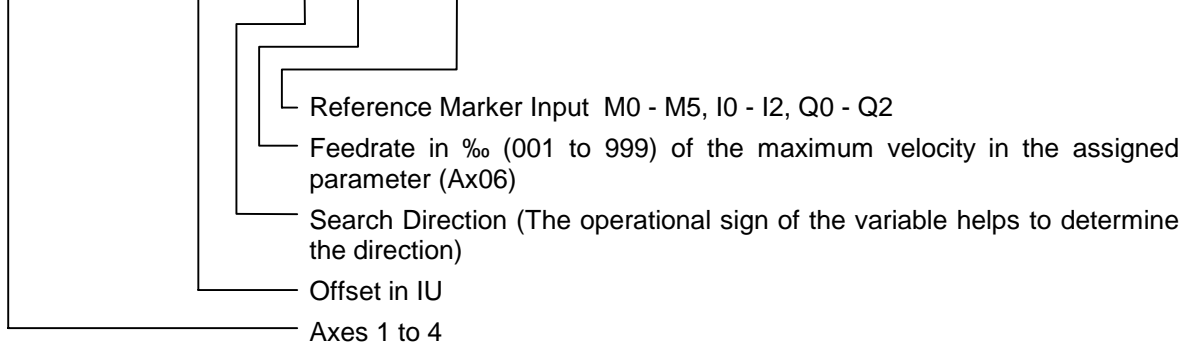 Reference Marker Input M0 - M5, I0 - I2, Q0 - Q2
Feedrate in ‰ (001 to 999) of the maximum velocity in the assigned
parameter (Ax06)
Search Direction (The operational sign of the variable helps to determine
the direction)
Offset in IU
Axes 1 to 4